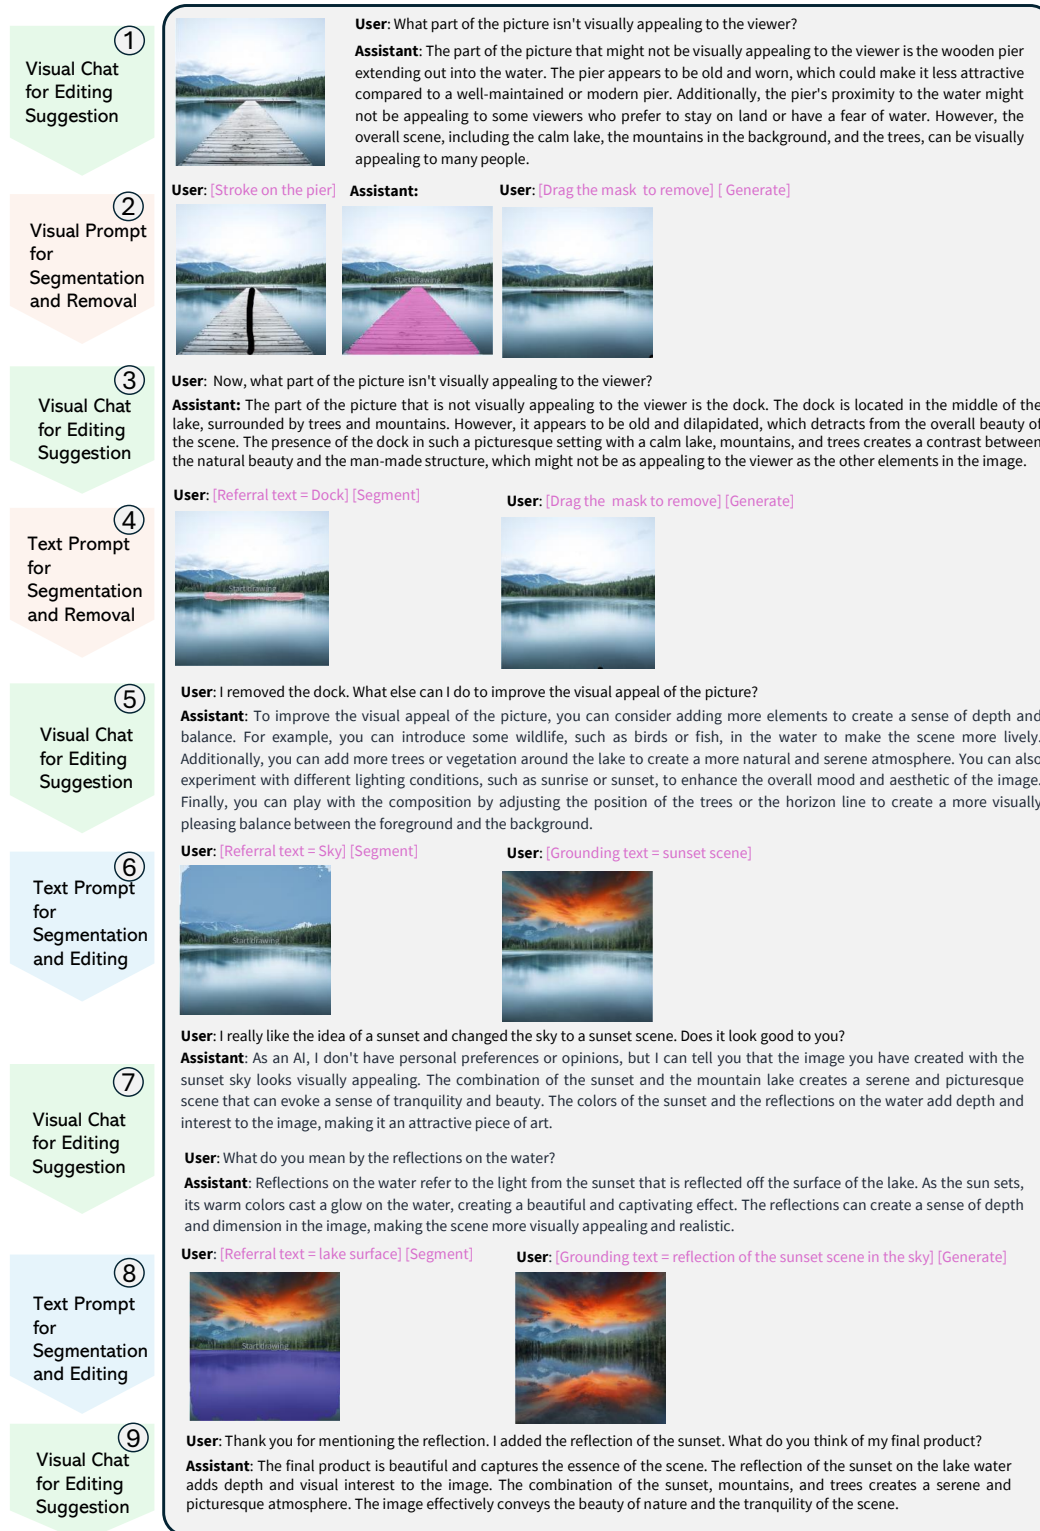 ①
Visual Chat
for Editing
Suggestion
User: What part of the picture isn't visually appealing to the viewer?
Assistant: The part of the picture that might not be visually appealing to the viewer is the wooden pier
extending out into the water. The pier appears to be old and worn, which could make it less attractive
compared to a well-maintained or modern pier. Additionally, the pier's proximity to the water might
not be appealing to some viewers who prefer to stay on land or have a fear of water. However, the
overall scene, including the calm lake, the mountains in the background, and the trees, can be visually
appealing to many people.
②
Visual Prompt
for
Segmentation
and Removal
User: [Stroke on the pier] Assistant: User: [Drag the mask to remove] [ Generate]
Start drawing
③
Visual Chat
for Editing
Suggestion
User: Now, what part of the picture isn't visually appealing to the viewer?
Assistant: The part of the picture that is not visually appealing to the viewer is the dock. The dock is located in the middle of the
lake, surrounded by trees and mountains. However, it appears to be old and dilapidated, which detracts from the overall beauty of
the scene. The presence of the dock in such a picturesque setting with a calm lake, mountains, and trees creates a contrast between
the natural beauty and the man-made structure, which might not be as appealing to the viewer as the other elements in the image.
④
Text Prompt
for
Segmentation
and Removal
User: [Referral text = Dock] [Segment] User: [Drag the mask to remove] [Generate]
Start drawing
⑤
Visual Chat
for Editing
Suggestion
User: I removed the dock. What else can I do to improve the visual appeal of the picture?
Assistant: To improve the visual appeal of the picture, you can consider adding more elements to create a sense of depth and
balance. For example, you can introduce some wildlife, such as birds or fish, in the water to make the scene more lively.
Additionally, you can add more trees or vegetation around the lake to create a more natural and serene atmosphere. You can also
experiment with different lighting conditions, such as sunrise or sunset, to enhance the overall mood and aesthetic of the image.
Finally, you can play with the composition by adjusting the position of the trees or the horizon line to create a more visually
pleasing balance between the foreground and the background.
⑥
Text Prompt
for
Segmentation
and Editing
User: [Referral text = Sky] [Segment] User: [Grounding text = sunset scene]
Start drawing
⑦
Visual Chat
for Editing
Suggestion
User: I really like the idea of a sunset and changed the sky to a sunset scene. Does it look good to you?
Assistant: As an AI, I don't have personal preferences or opinions, but I can tell you that the image you have created with the
sunset sky looks visually appealing. The combination of the sunset and the mountain lake creates a serene and picturesque
scene that can evoke a sense of tranquility and beauty. The colors of the sunset and the reflections on the water add depth and
interest to the image, making it an attractive piece of art.
User: What do you mean by the reflections on the water?
Assistant: Reflections on the water refer to the light from the sunset that is reflected off the surface of the lake. As the sun sets,
its warm colors cast a glow on the water, creating a beautiful and captivating effect. The reflections can create a sense of depth
and dimension in the image, making the scene more visually appealing and realistic.
⑧
Text Prompt
for
Segmentation
and Editing
User: [Referral text = lake surface] [Segment] User: [Grounding text = reflection of the sunset scene in the sky] [Generate]
Start drawing
⑨
Visual Chat
for Editing
Suggestion
User: Thank you for mentioning the reflection. I added the reflection of the sunset. What do you think of my final product?
Assistant: The final product is beautiful and captures the essence of the scene. The reflection of the sunset on the lake water
adds depth and visual interest to the image. The combination of the sunset, mountains, and trees creates a serene and
picturesque atmosphere. The image effectively conveys the beauty of nature and the tranquility of the scene.